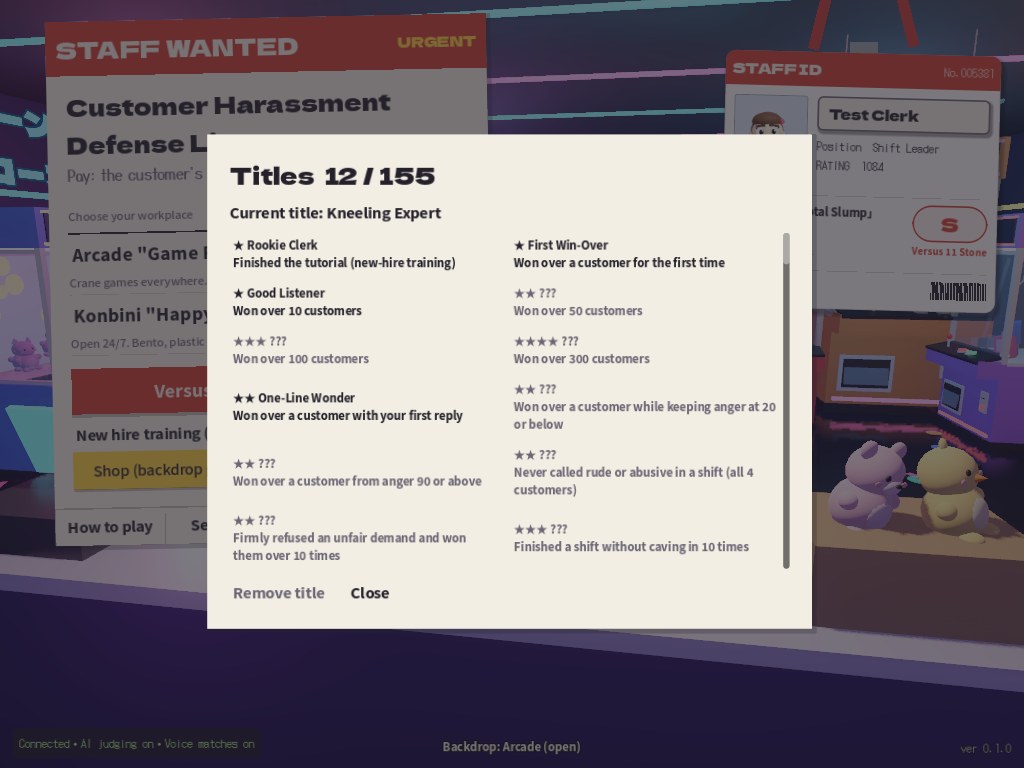 STAFF WANTED
URGENT
Customer Harassment
Defense L
Pay: the customer's
Choose your workplace
Arcade "Game
Crane games everywhere.
Konbini "Happy
Open 24/7. Bento, plastic
Versus
New hire training (
Shop (backdrop
How to play
Se
STAFF ID
No. 005381
Test Clerk
Position Shift Leader
RATING 1084
tal Slump」
S
Versus 11 Stone
Titles 12 / 155
Current title: Kneeling Expert
★ Rookie Clerk
Finished the tutorial (new-hire training)
★ First Win-Over
Won over a customer for the first time
★ Good Listener
Won over 10 customers
★★ ???
Won over 50 customers
★★★ ???
Won over 100 customers
★★★★ ???
Won over 300 customers
★★ One-Line Wonder
Won over a customer with your first reply
★★ ???
Won over a customer while keeping anger at 20
or below
★★ ???
Won over a customer from anger 90 or above
★★ ???
Never called rude or abusive in a shift (all 4
customers)
★★ ???
Firmly refused an unfair demand and won
them over 10 times
★★★ ???
Finished a shift without caving in 10 times
Remove title
Close
Connected • AI judging on • Voice matches on
Backdrop: Arcade (open)
ver 0.1.0